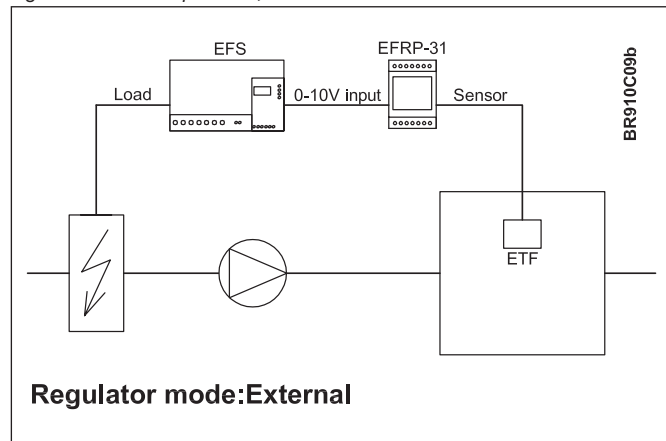 EFS
EFRP-31
Load
0-10V input
Sensor
BR910C09b
ETF
Regulator mode:External